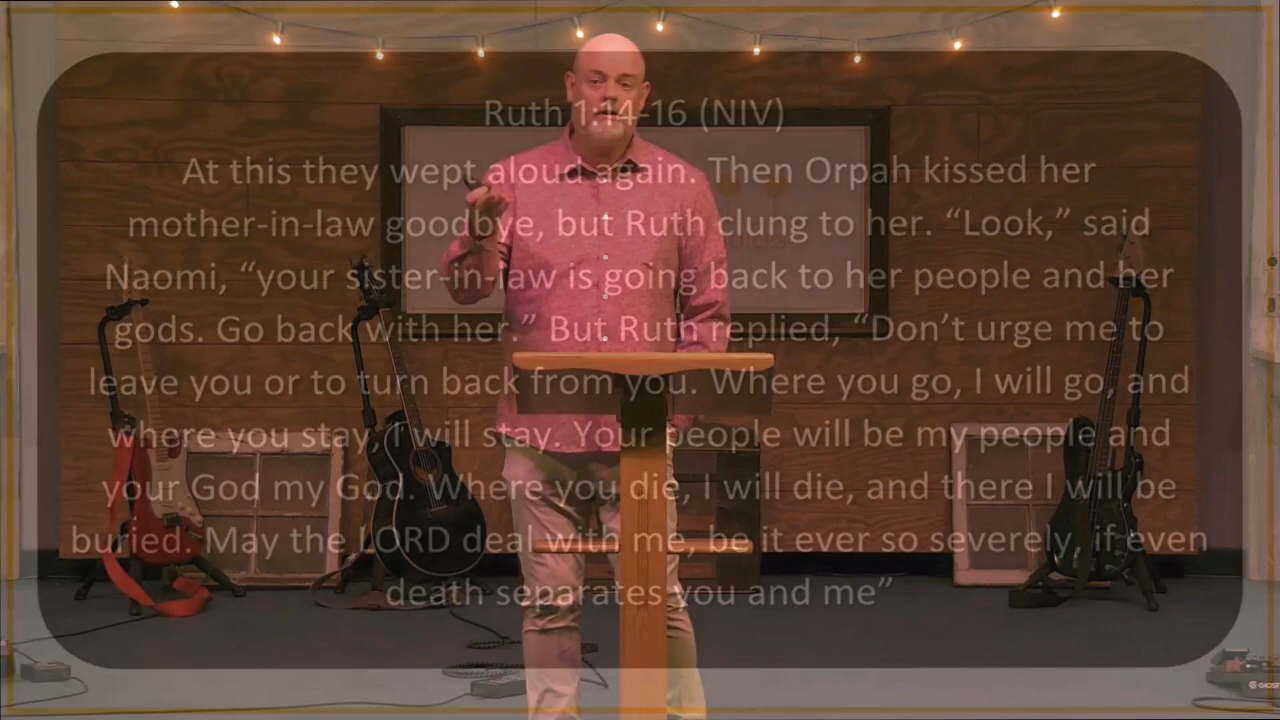 Ruth 1:14-16 (NIV)
At this they wept aloud again. Then Orpah kissed her
mother-in-law goodbye, but Ruth clung to her. “Look,” said
Naomi, “your sister-in-law is going back to her people and her
gods. Go back with her.” But Ruth replied, “Don’t urge me to
leave you or to turn back from you. Where you go, I will go, and
where you stay, I will stay. Your people will be my people and
your God my God. Where you die, I will die, and there I will be
buried. May the LORD deal with me, be it ever so severely, if even
death separates you and me”